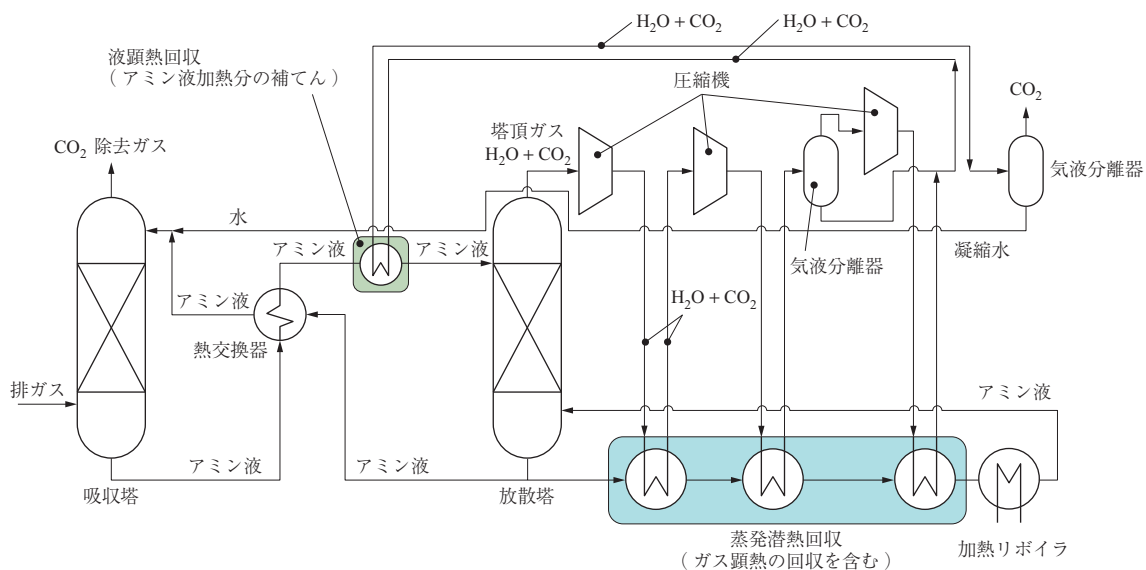 H₂O + CO₂
H₂O + CO₂
液顕熱回収
( アミン液加熱分の補てん )
圧縮機
CO₂
塔頂ガス
H₂O + CO₂
CO₂ 除去ガス
気液分離器
水
アミン液
アミン液
凝縮水
気液分離器
アミン液
H₂O + CO₂
熱交換器
排ガス
アミン液
アミン液
アミン液
吸収塔
放散塔
蒸発潜熱回収
( ガス顕熱の回収を含む )
加熱リボイラ